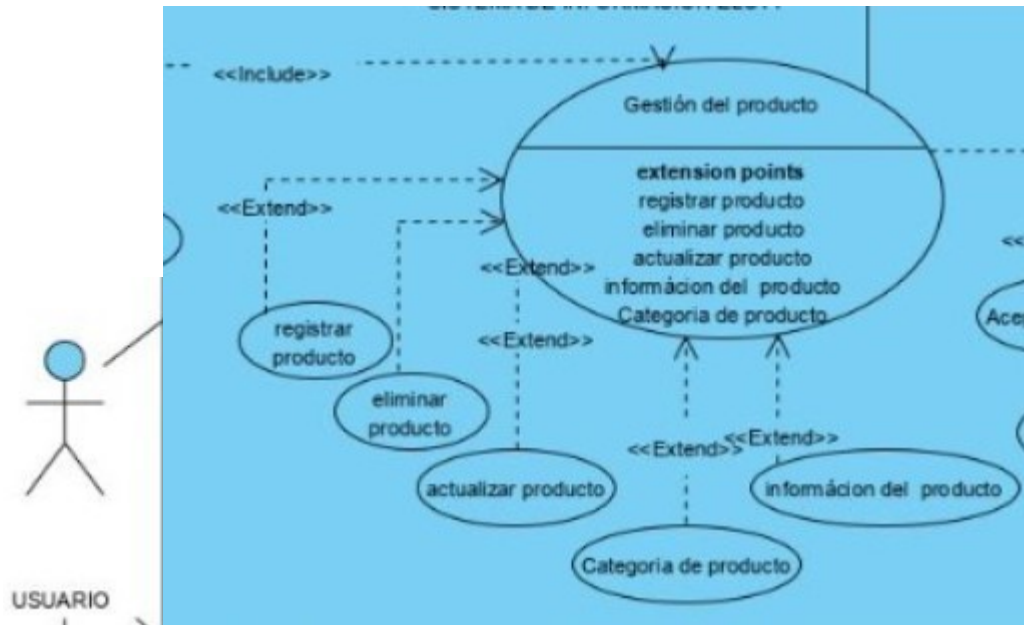 <<Include>>
Gestión del producto
extension points
registrar producto
eliminar producto
actualizar producto
informácion del producto
Categoria de producto
<<Extend>>
<<Extend>>
<<Extend>>
<<Extend>>
<<Extend>>
registrar
producto
eliminar
producto
actualizar producto
informácion del producto
Categoria de producto
USUARIO